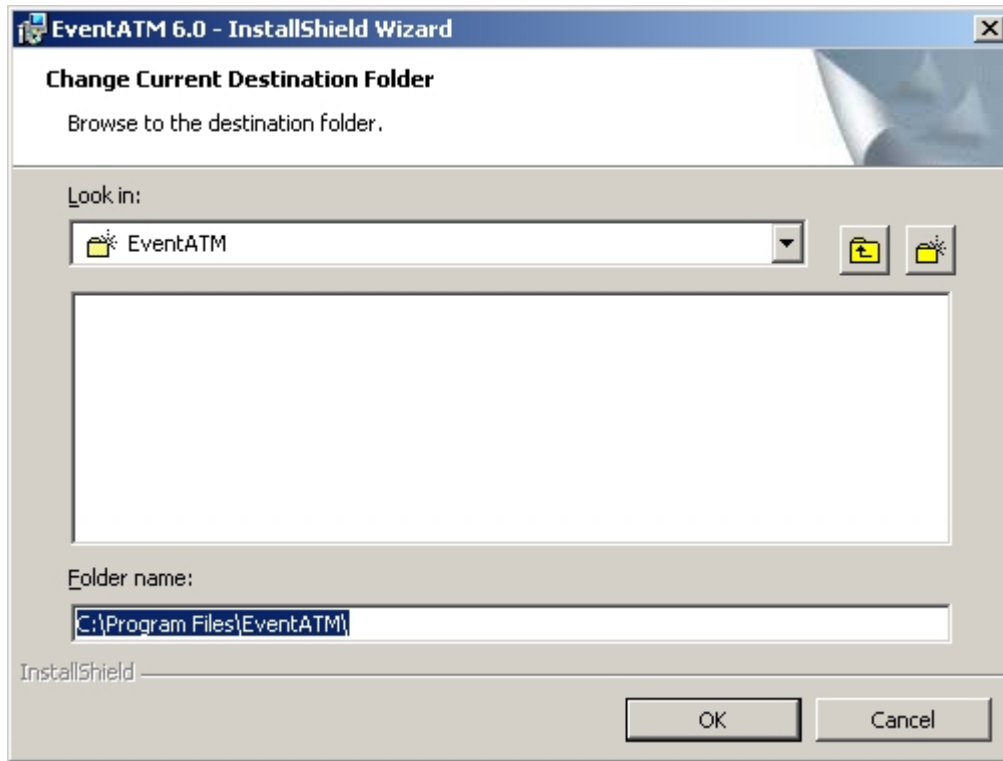 EventATM 6.0 - InstallShield Wizard
Change Current Destination Folder
Browse to the destination folder.
Look in:
EventATM
Folder name:
C:\Program Files\EventATM\
InstallShield
OK Cancel